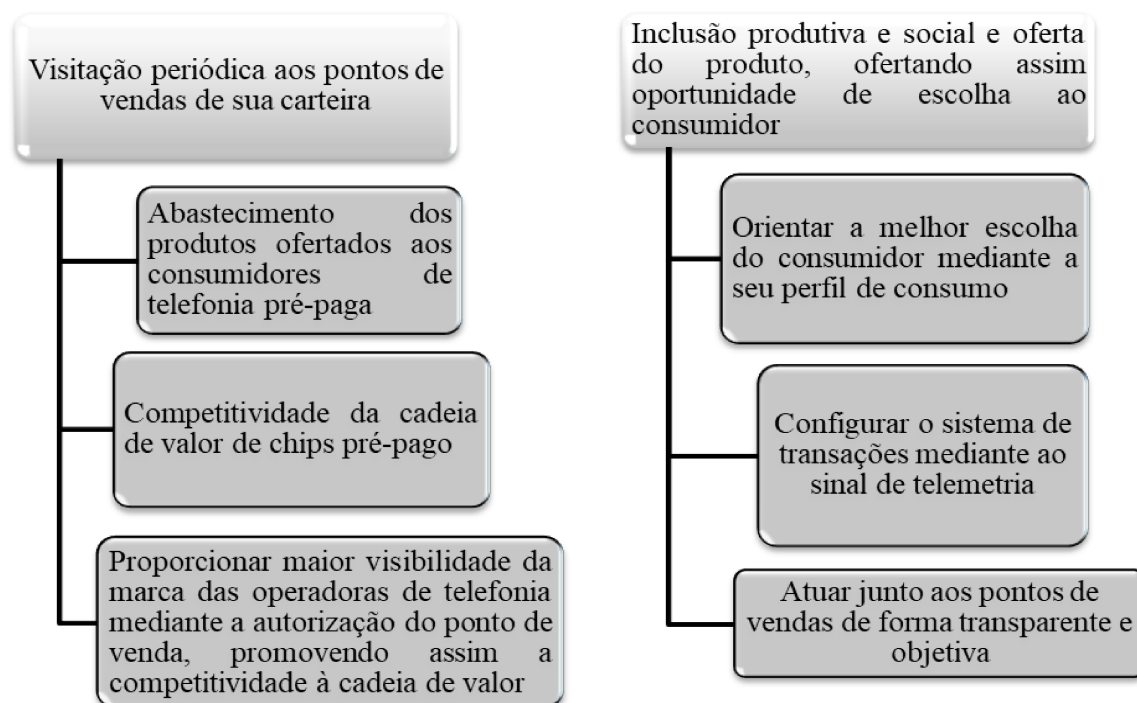 Visitação periódica aos pontos de
vendas de sua carteira
Abastecimento dos
produtos ofertados aos
consumidores de
telefonia pré-paga
Competitividade da cadeia
de valor de chips pré-pago
Proporcionar maior visibilidade da
marca das operadoras de telefonia
mediante a autorização do ponto de
venda, promovendo assim a
competitividade à cadeia de valor
Inclusão produtiva e social e oferta
do produto, ofertando assim
oportunidade de escolha ao
consumidor
Orientar a melhor escolha
do consumidor mediante a
seu perfil de consumo
Configurar o sistema de
transações mediante ao
sinal de telemetria
Atuar junto aos pontos de
vendas de forma transparente e
objetiva